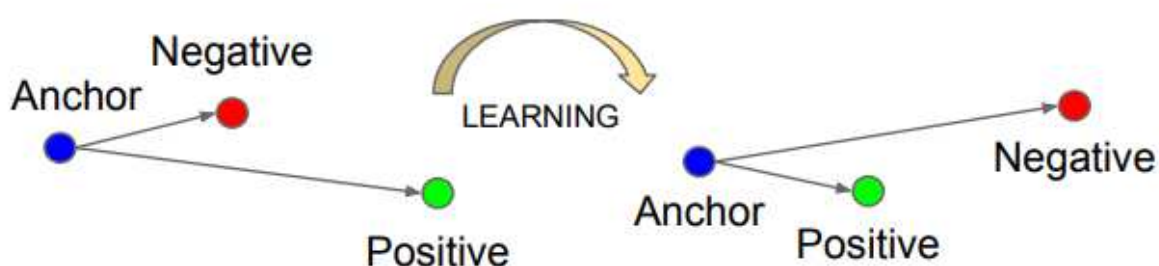 Negative
Anchor
Positive
LEARNING
Negative
Anchor
Positive